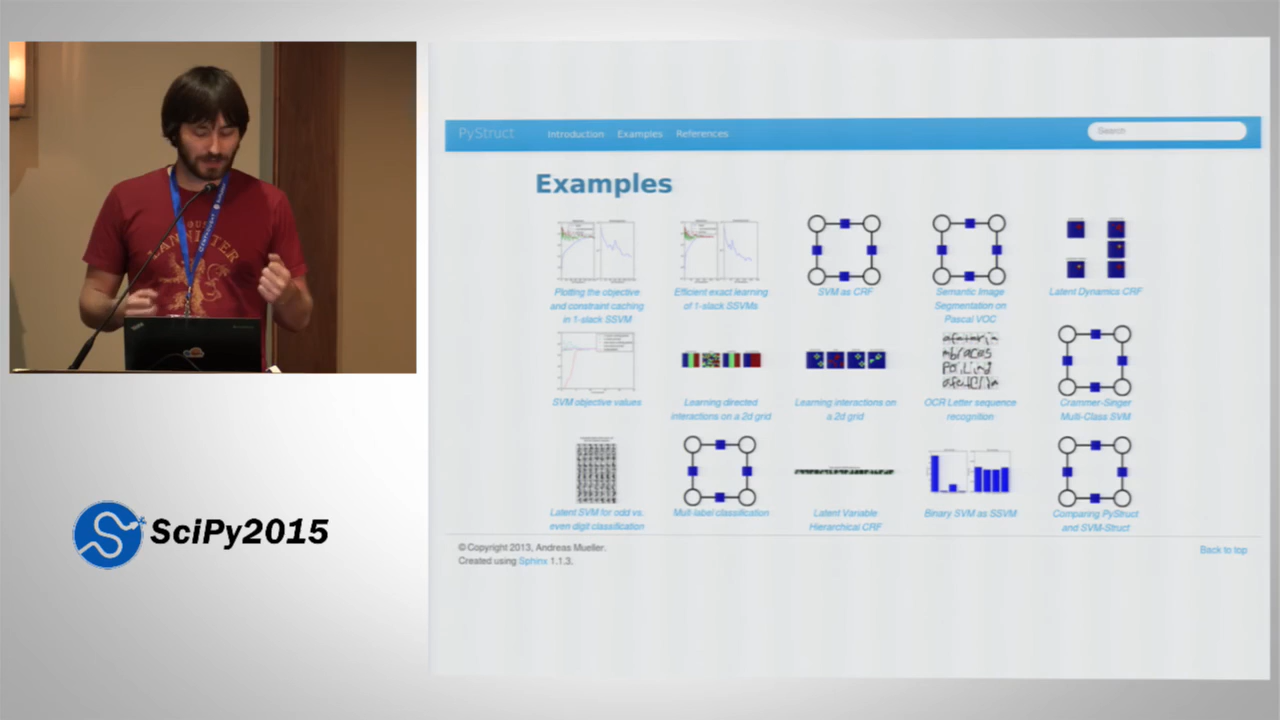 LANNISTER
PyStruct Introduction Examples References Search
Examples
Plotting the objective
and constraint caching
in 1-slack SSVM
Efficient exact learning
of 1-slack SSVMs
SVM as CRF
Semantic Image
Segmentation on
Pascal VOC
Latent Dynamics CRF
SVM objective values
Learning directed
interactions on a 2d grid
Learning interactions on
a 2d grid
OCR Letter sequence
recognition
Crammer-Singer
Multi-Class SVM
Latent SVM for odd vs.
even digit classification
Multi-label classification
Latent Variable
Hierarchical CRF
Binary SVM as SSVM
Comparing PyStruct
and SVM-Struct
© Copyright 2013, Andreas Mueller.
Created using Sphinx 1.1.3.
Back to top
SciPy2015